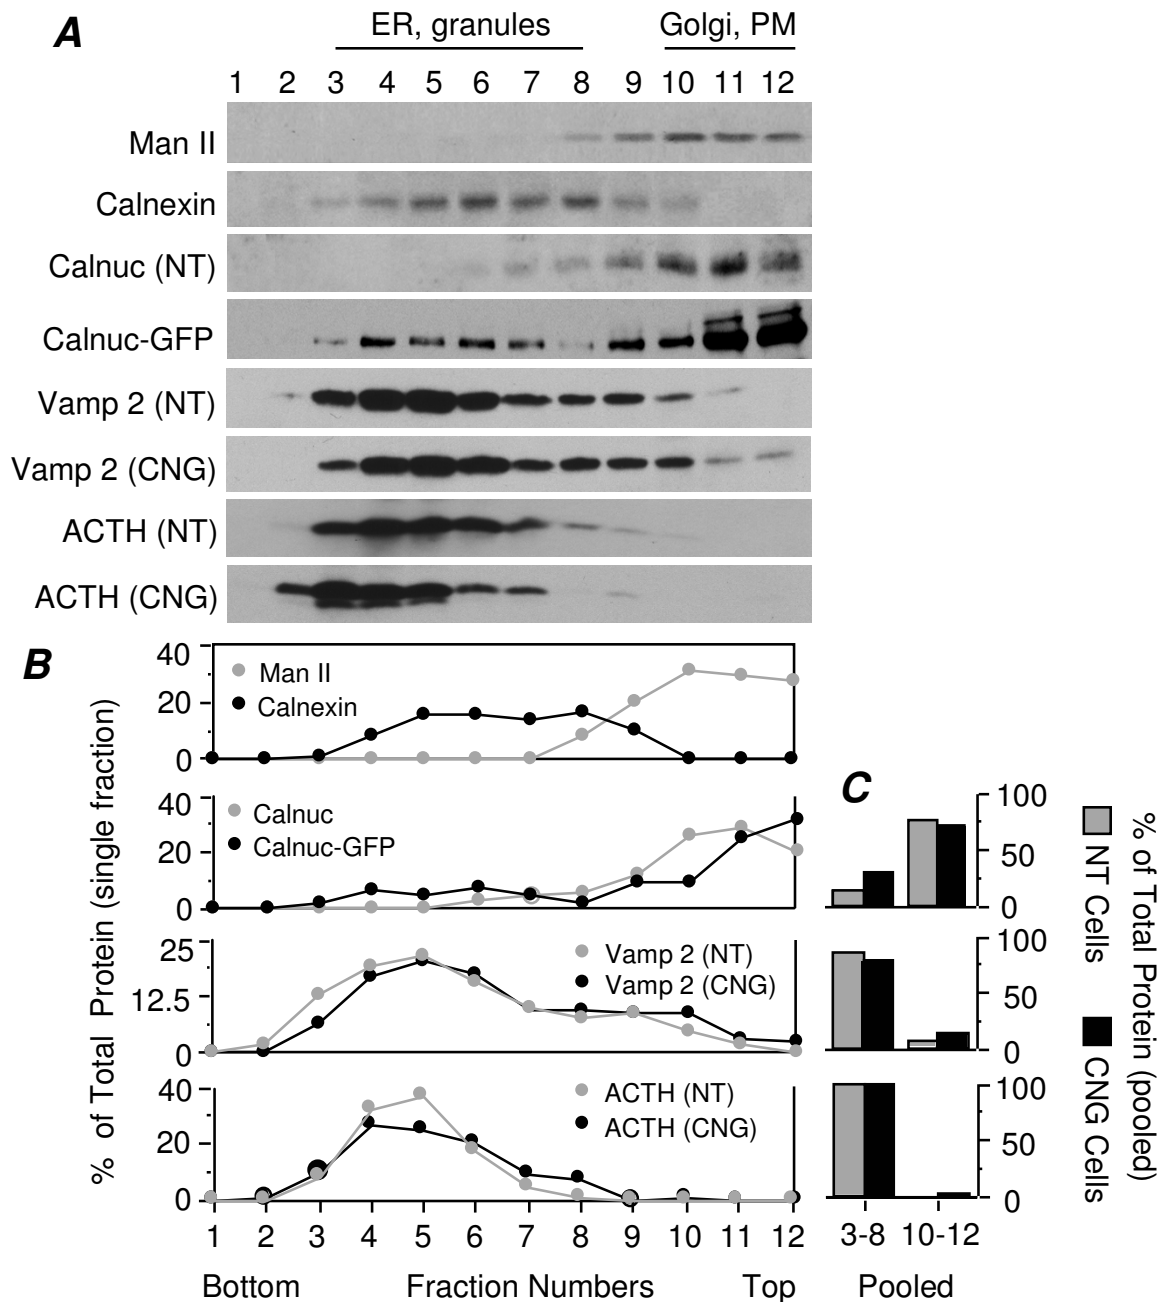 A
ER, granules
Golgi, PM
1 2 3 4 5 6 7 8 9 10 11 12
Man II
Calnexin
Calnuc (NT)
Calnuc-GFP
Vamp 2 (NT)
Vamp 2 (CNG)
ACTH (NT)
ACTH (CNG)
B
% of Total Protein (single fraction)
40
20
0
Man II
Calnexin
40
20
0
Calnuc
Calnuc-GFP
25
12.5
0
Vamp 2 (NT)
Vamp 2 (CNG)
40
20
0
ACTH (NT)
ACTH (CNG)
1 2 3 4 5 6 7 8 9 10 11 12
Bottom
Fraction Numbers
Top
C
100
50
0
100
50
0
100
50
0
3-8 10-12
Pooled
NT Cells
CNG Cells
% of Total Protein (pooled)